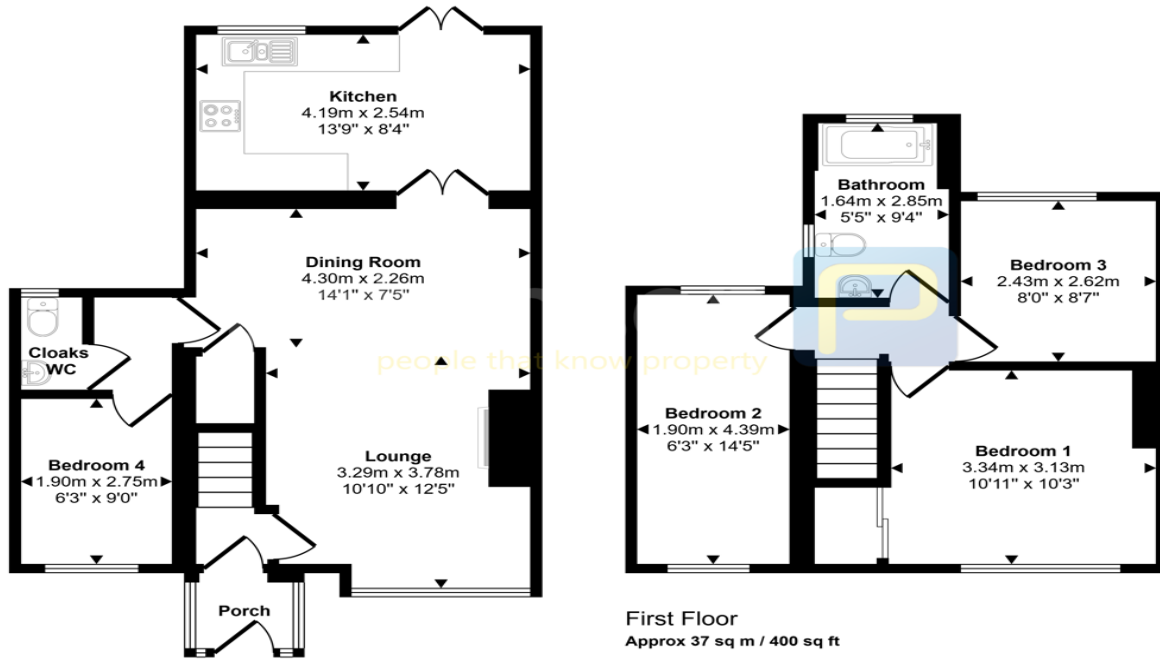 Kitchen
4.19m x 2.54m
13'9" x 8'4"
Dining Room
4.30m x 2.26m
14'1" x 7'5"
Cloaks
WC
Bedroom 4
1.90m x 2.75m
6'3" x 9'0"
Lounge
3.29m x 3.78m
10'10" x 12'5"
Porch
Bathroom
1.64m x 2.85m
5'5" x 9'4"
Bedroom 3
2.43m x 2.62m
8'0" x 8'7"
Bedroom 2
1.90m x 4.39m
6'3" x 14'5"
Bedroom 1
3.34m x 3.13m
10'11" x 10'3"
people that know property
P
First Floor
Approx 37 sq m / 400 sq ft